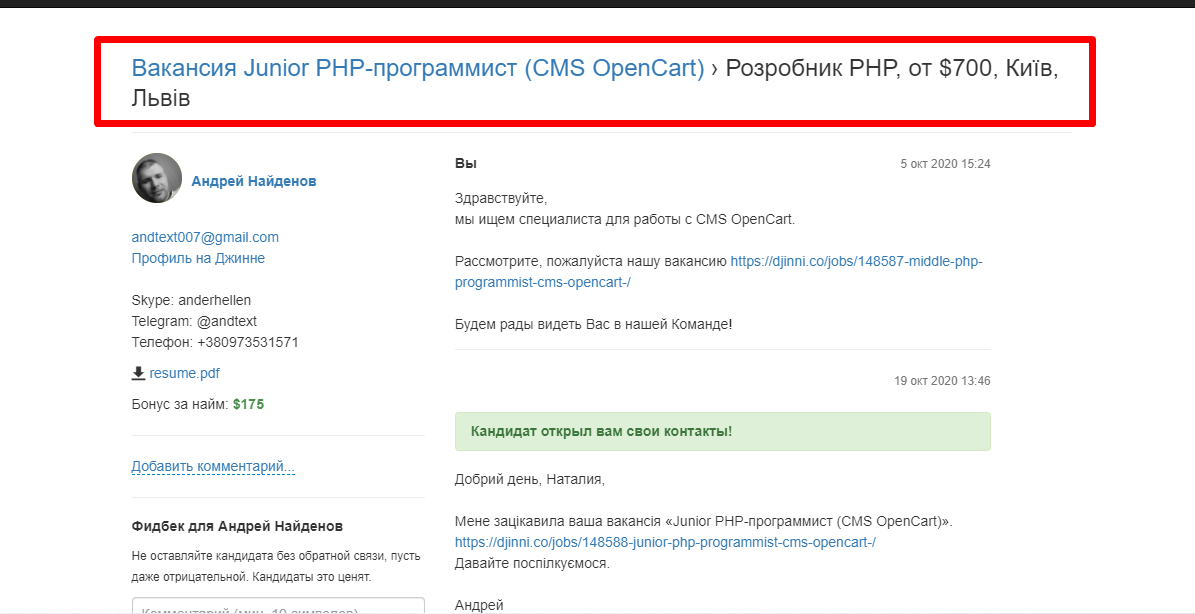 Вакансия Junior PHP-программист (CMS OpenCart) › Розробник PHP, от $700, Київ,
Львів
Андрей Найденов
andtext007@gmail.com
Профиль на Джинне
Skype: anderhellen
Telegram: @andtext
Телефон: +380973531571
resume.pdf
Бонус за найм: $175
Добавить комментарий...
Фидбек для Андрей Найденов
Не оставляйте кандидата без обратной связи, пусть
даже отрицательной. Кандидаты это ценят.
Комментарий (мин. 10 символов)
Вы
5 окт 2020 15:24
Здравствуйте,
мы ищем специалиста для работы с CMS OpenCart.
Рассмотрите, пожалуйста нашу вакансию https://djinni.co/jobs/148587-middle-php-
programmist-cms-opencart-/
Будем рады видеть Вас в нашей Команде!
19 окт 2020 13:46
Кандидат открыл вам свои контакты!
Добрий день, Наталия,
Мене зацікавила ваша вакансія «Junior PHP-программист (CMS OpenCart)».
https://djinni.co/jobs/148588-junior-php-programmist-cms-opencart-/
Давайте поспілкуємося.
Андрей